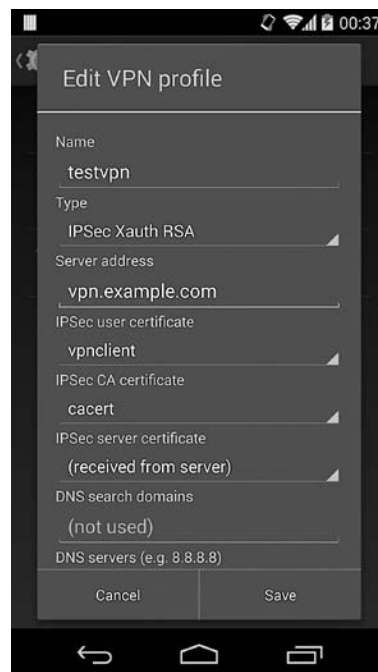 00:37
Edit VPN profile
Name
testvpn
Type
IPSec Xauth RSA
Server address
vpn.example.com
IPSec user certificate
vpnclient
IPSec CA certificate
cacert
IPSec server certificate
(received from server)
DNS search domains
(not used)
DNS servers (e.g. 8.8.8.8)
Cancel Save